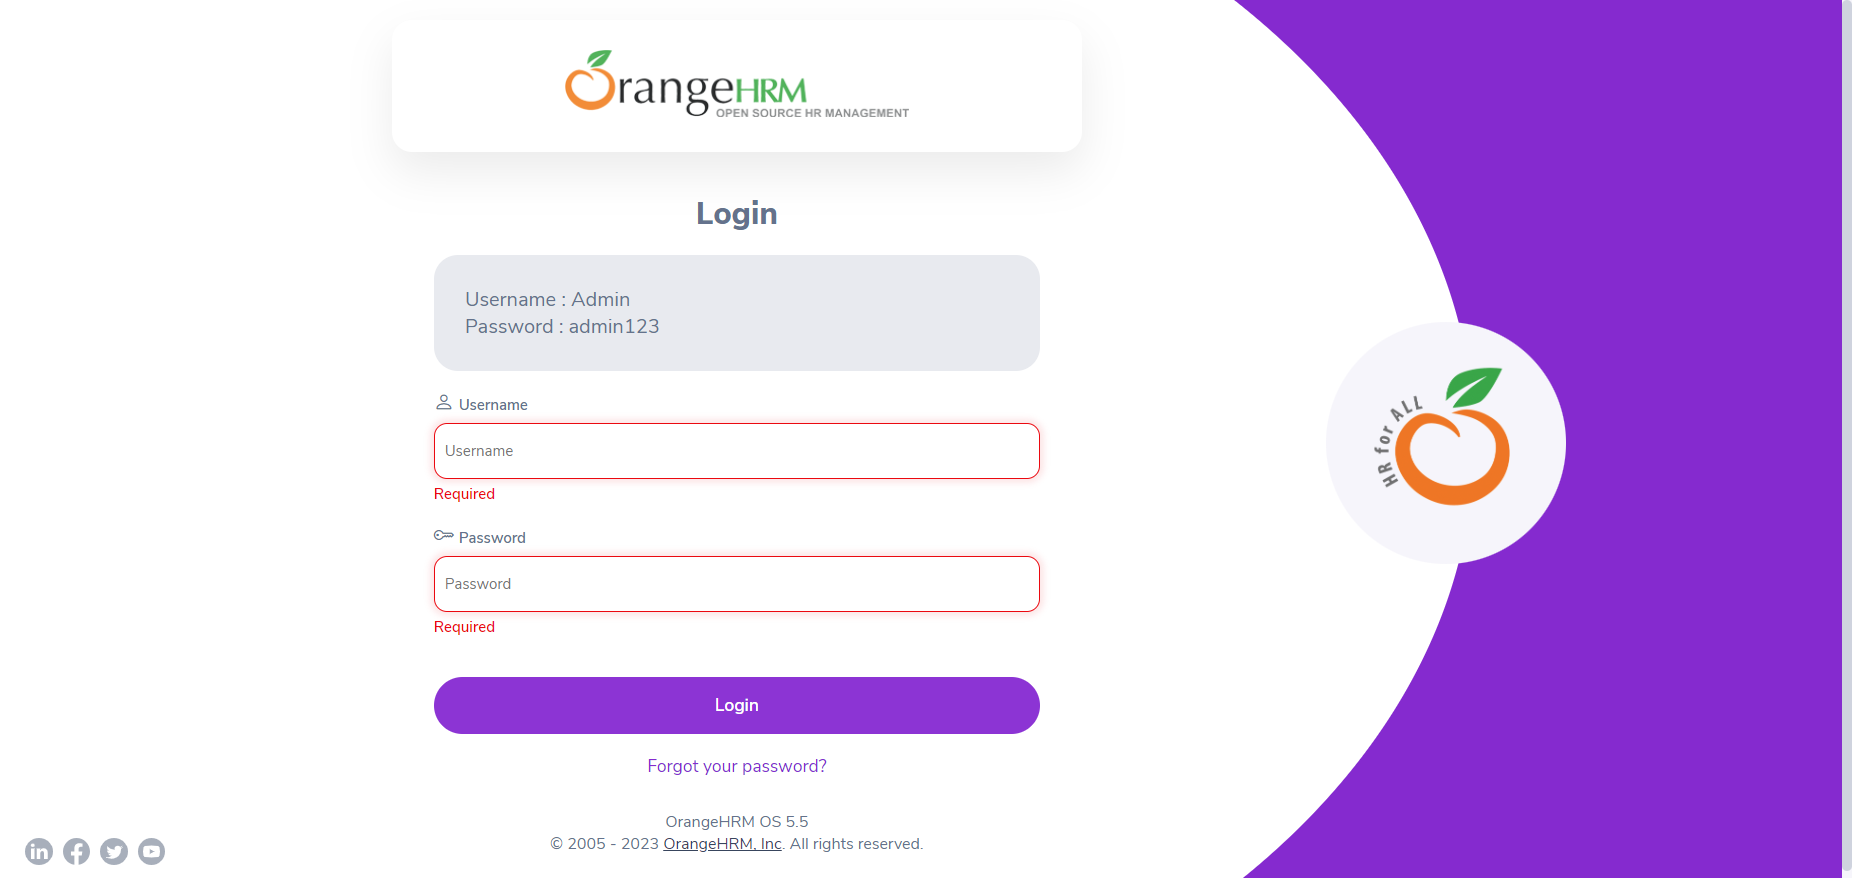 OrangeHRM
OPEN SOURCE HR MANAGEMENT
Login
Username : Admin
Password : admin123
Username
Username
Required
Password
Password
Required
Login
Forgot your password?
OrangeHRM OS 5.5
© 2005 - 2023 OrangeHRM, Inc. All rights reserved.
HR for ALL
in